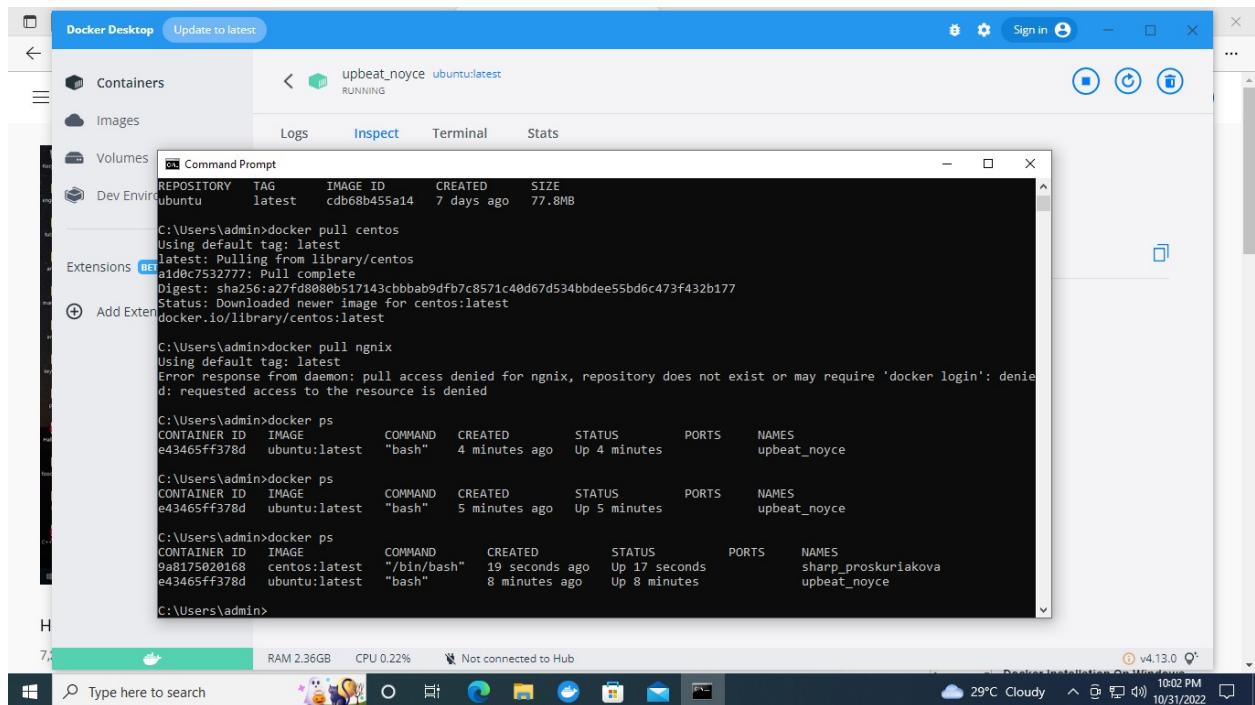 Docker Desktop Update to latest Sign in
Containers
Images
Volumes
Dev Enviro
Extensions BET
Add Exten
upbeat_noyce ubuntu:latest
RUNNING
Logs Inspect Terminal Stats
Command Prompt
REPOSITORY TAG IMAGE ID CREATED SIZE
ubuntu latest cdb68b455a14 7 days ago 77.8MB
C:\Users\admin>docker pull centos
Using default tag: latest
latest: Pulling from library/centos
a1d0c7532777: Pull complete
Digest: sha256:a27fd8080b517143cbbbab9dfb7c8571c40d67d534bbdee55bd6c473f432b177
Status: Downloaded newer image for centos:latest
docker.io/library/centos:latest
C:\Users\admin>docker pull ngnix
Using default tag: latest
Error response from daemon: pull access denied for ngnix, repository does not exist or may require 'docker login': denie
d: requested access to the resource is denied
C:\Users\admin>docker ps
CONTAINER ID IMAGE COMMAND CREATED STATUS PORTS NAMES
e43465ff378d ubuntu:latest "bash" 4 minutes ago Up 4 minutes upbeat_noyce
C:\Users\admin>docker ps
CONTAINER ID IMAGE COMMAND CREATED STATUS PORTS NAMES
e43465ff378d ubuntu:latest "bash" 5 minutes ago Up 5 minutes upbeat_noyce
C:\Users\admin>docker ps
CONTAINER ID IMAGE COMMAND CREATED STATUS PORTS NAMES
9a8175020168 centos:latest "/bin/bash" 19 seconds ago Up 17 seconds sharp_proskuriakova
e43465ff378d ubuntu:latest "bash" 8 minutes ago Up 8 minutes upbeat_noyce
C:\Users\admin>
H
7,
RAM 2.36GB CPU 0.22% Not connected to Hub v4.13.0
Type here to search 29°C Cloudy 10:02 PM
10/31/2022